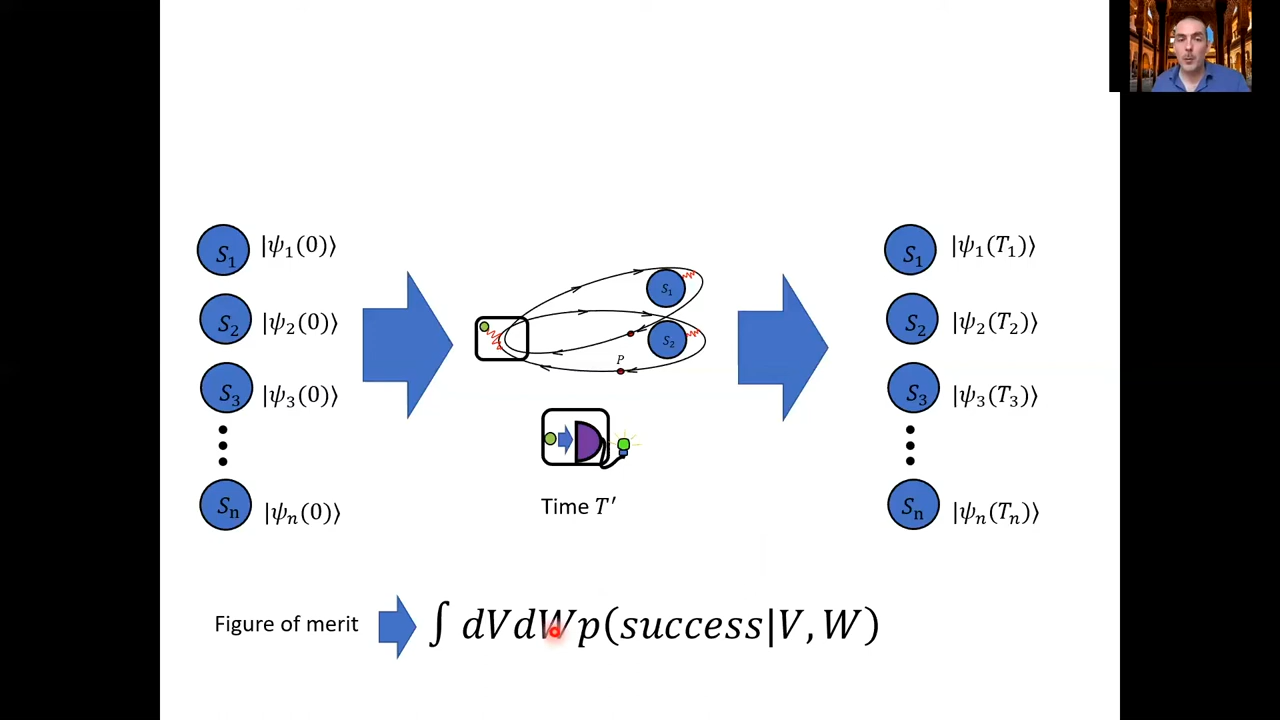 S₁ |ψ₁(0)⟩
S₂ |ψ₂(0)⟩
S₃ |ψ₃(0)⟩
Sₙ |ψₙ(0)⟩
S₁
S₂
P
Time T′
S₁ |ψ₁(T₁)⟩
S₂ |ψ₂(T₂)⟩
S₃ |ψ₃(T₃)⟩
Sₙ |ψₙ(Tₙ)⟩
Figure of merit ∫ dVdWp(success|V, W)